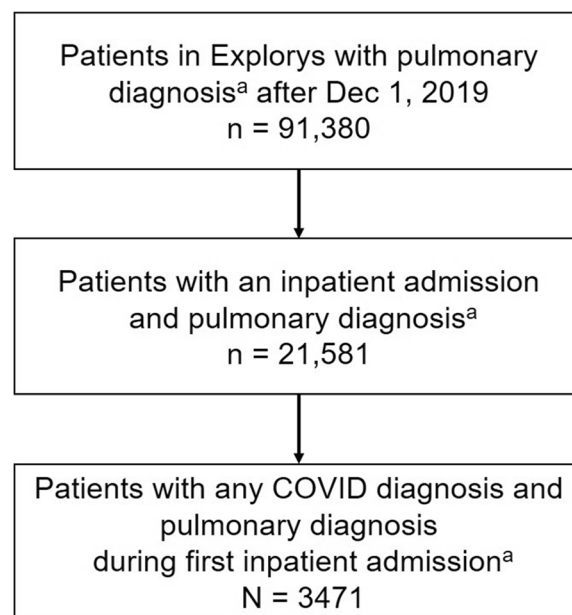 Patients in Explorys with pulmonary
diagnosisᵃ after Dec 1, 2019
n = 91,380
Patients with an inpatient admission
and pulmonary diagnosisᵃ
n = 21,581
Patients with any COVID diagnosis and
pulmonary diagnosis
during first inpatient admissionᵃ
N = 3471